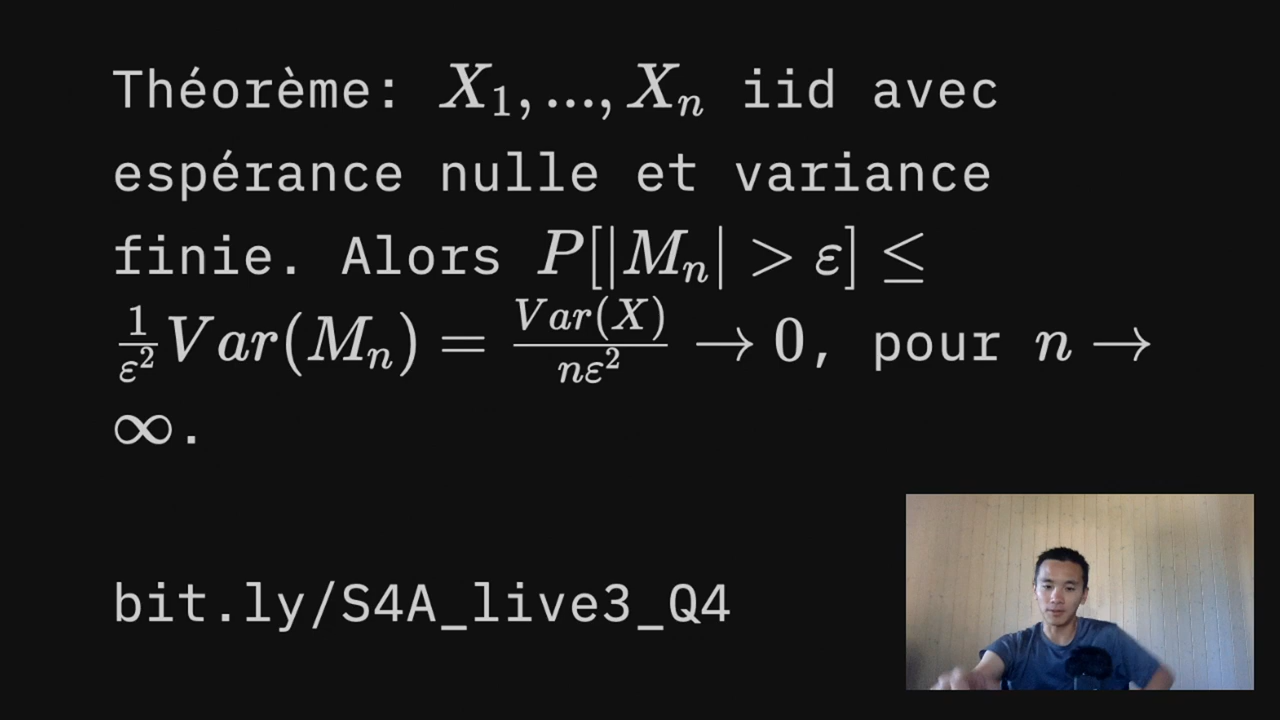 Théorème: X₁,...,Xₙ iid avec
espérance nulle et variance
finie. Alors P[|Mₙ| > ε] ≤
1/ε² Var(Mₙ) = Var(X)/nε² → 0, pour n →
∞.
bit.ly/S4A_live3_Q4